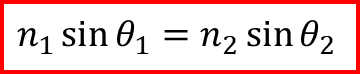 n₁ sin θ₁ = n₂ sin θ₂